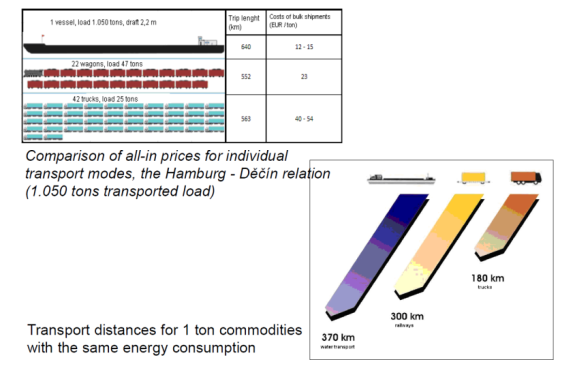 1 vessel, load 1.050 tons, draft 2,2 m
Trip lenght (km)
Costs of bulk shipments (EUR /ton)
640
12 - 15
22 wagons, load 47 tons
552
23
42 trucks, load 25 tons
563
40 - 54
Comparison of all-in prices for individual
transport modes, the Hamburg - Děčín relation
(1.050 tons transported load)
180 km
trucks
300 km
railways
370 km
water transport
Transport distances for 1 ton commodities
with the same energy consumption